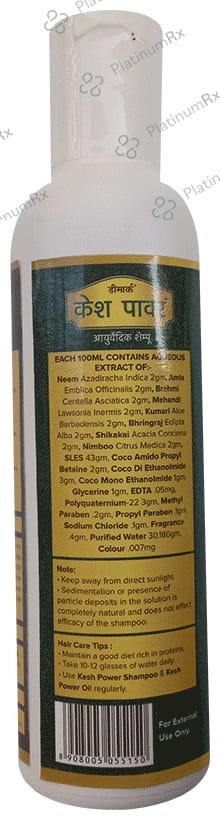 PlatinumRx
डीमार्क
केश पावर
आयुर्वेदिक शेम्पू
EACH 100ML CONTAINS AQUEOUS
EXTRACT OF:-
Neem Azadiracha Indica 2gm, Amla
Emblica Officinalis 2gm, Brahmi
Centella Asciatica 2gm, Mehandi
Lawsonia Inermis 2gm, Kumari Aloe
Barbadensis 2gm, Bhringraj Eclipta
Alba 2gm, Shikakai Acacia Concinna
2gm, Nimboo Citrus Medica 2gm,
SLES 43gm, Coco Amido Propyl
Betaine 2gm, Coco Di Ethanolmide
3gm, Coco Mono Ethanolmide 1gm,
Glycerine 1gm, EDTA .05mg,
Polyquaternium-22 3gm, Methyl
Paraben .2gm, Propyl Paraben .1gm,
Sodium Chloride .1gm, Fragrance
.4gm, Purified Water 30.180gm,
Colour .007mg
Note:
• Keep away from direct sunlight.
• Sedimentation or presence of
particle deposits in the solution is
completely natural and does not effect
efficacy of the shampoo.
Hair Care Tips :
• Maintain a good diet rich in proteins.
• Take 10-12 glasses of water daily.
• Use Kesh Power Shampoo & Kesh
Power Oil regularly.
8 908005 055150
For External
Use Only.